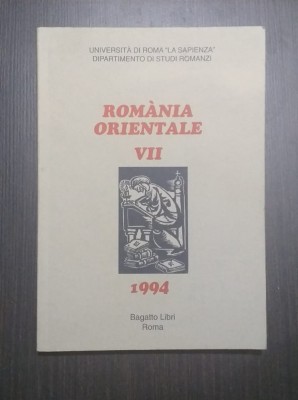 UNIVERSITÀ DI ROMA "LA SAPIENZA"
DIPARTIMENTO DI STUDI ROMANZI
ROMÀNIA
ORIENTALE
VII
1994
Bagatto Libri
Roma